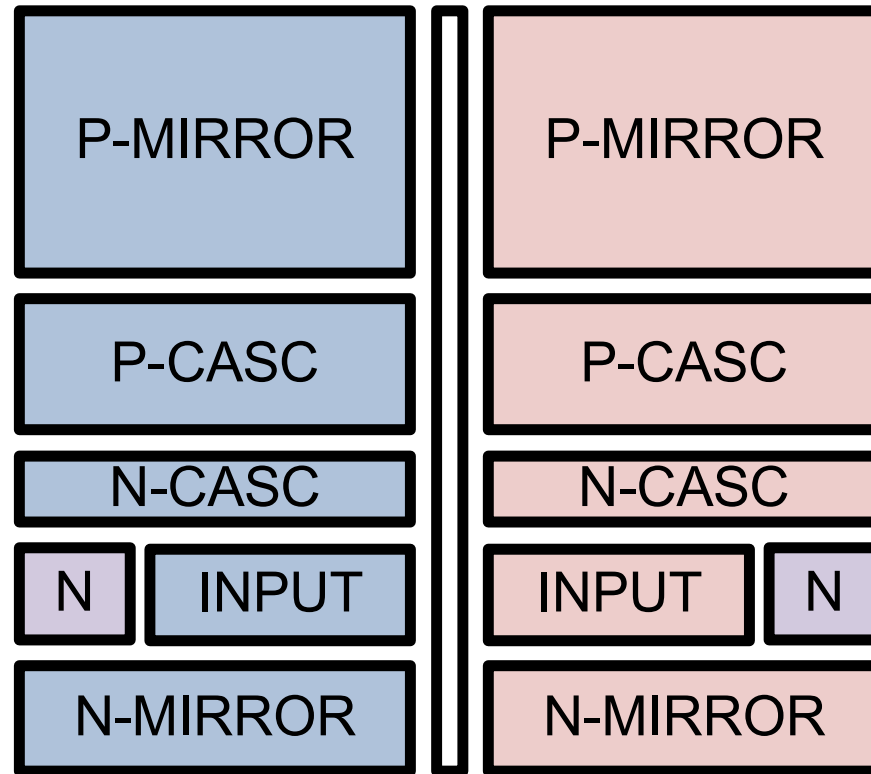 P-MIRROR
P-MIRROR
P-CASC
P-CASC
N-CASC
N-CASC
N
INPUT
INPUT
N
N-MIRROR
N-MIRROR